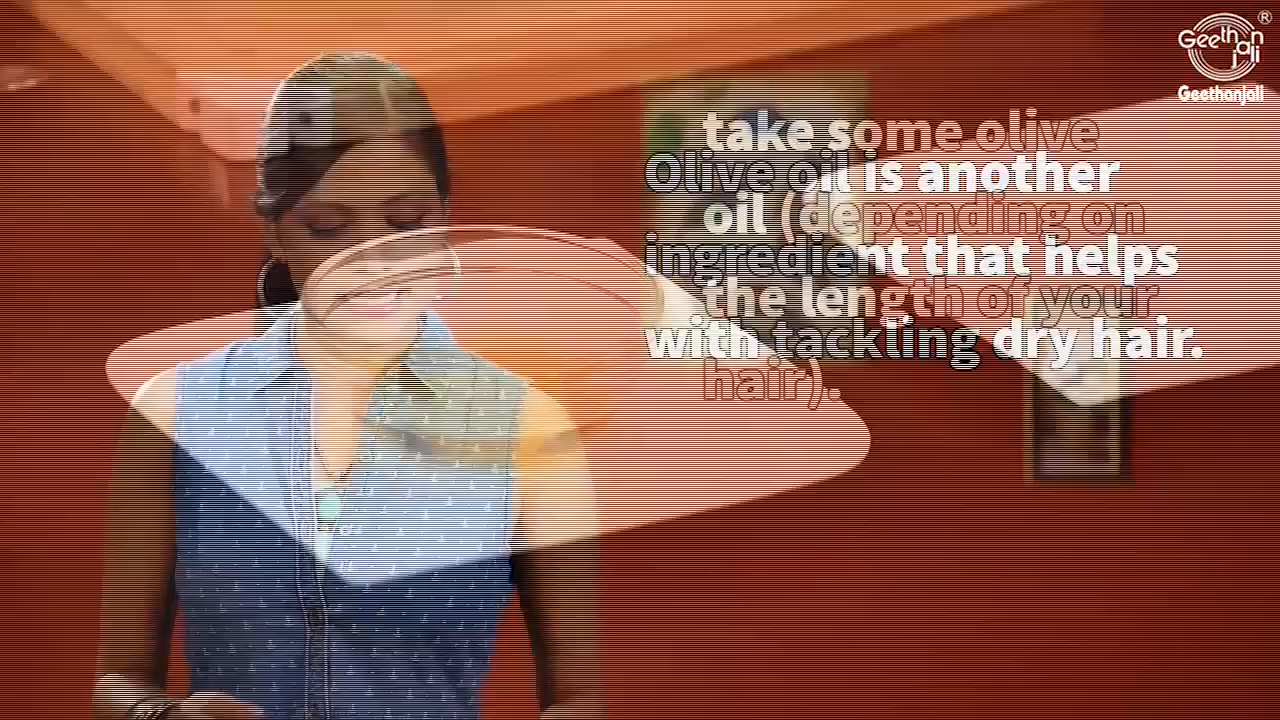 Geethanjali
Geethanjali
take some olive
Olive oil is another
oil (depending on
ingredient that helps
the length of your
with tackling dry hair.
hair).